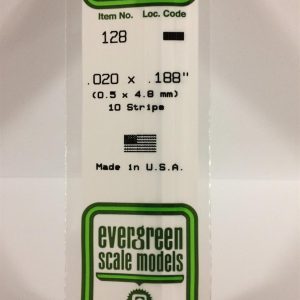 Item No. Loc. Code
128
.020 x .188"
(0.5 x 4.8 mm)
10 Strips
Made in U.S.A.
evergreen
scale models